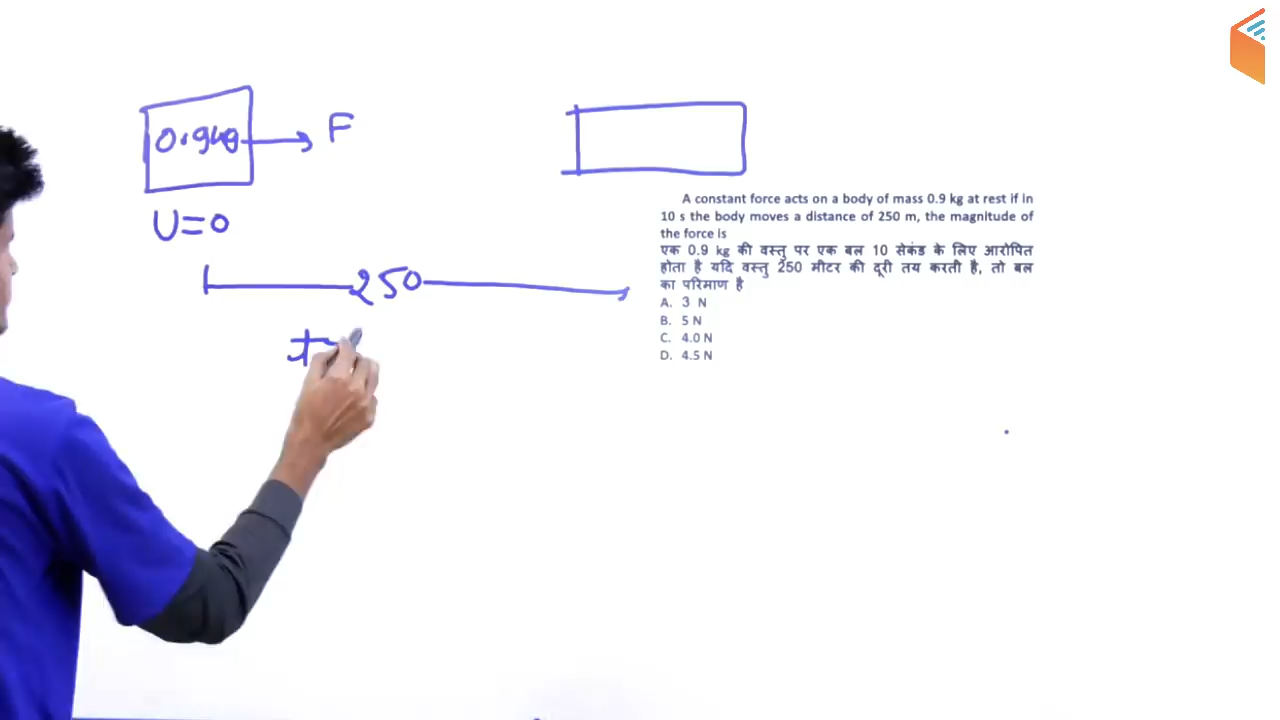 0.9kg
F
U=0
250
t=
A constant force acts on a body of mass 0.9 kg at rest if in
10 s the body moves a distance of 250 m, the magnitude of
the force is
एक 0.9 kg की वस्तु पर एक बल 10 सेकंड के लिए आरोपित
होता है यदि वस्तु 250 मीटर की दूरी तय करती है, तो बल
का परिमाण है
A. 3 N
B. 5 N
C. 4.0 N
D. 4.5 N